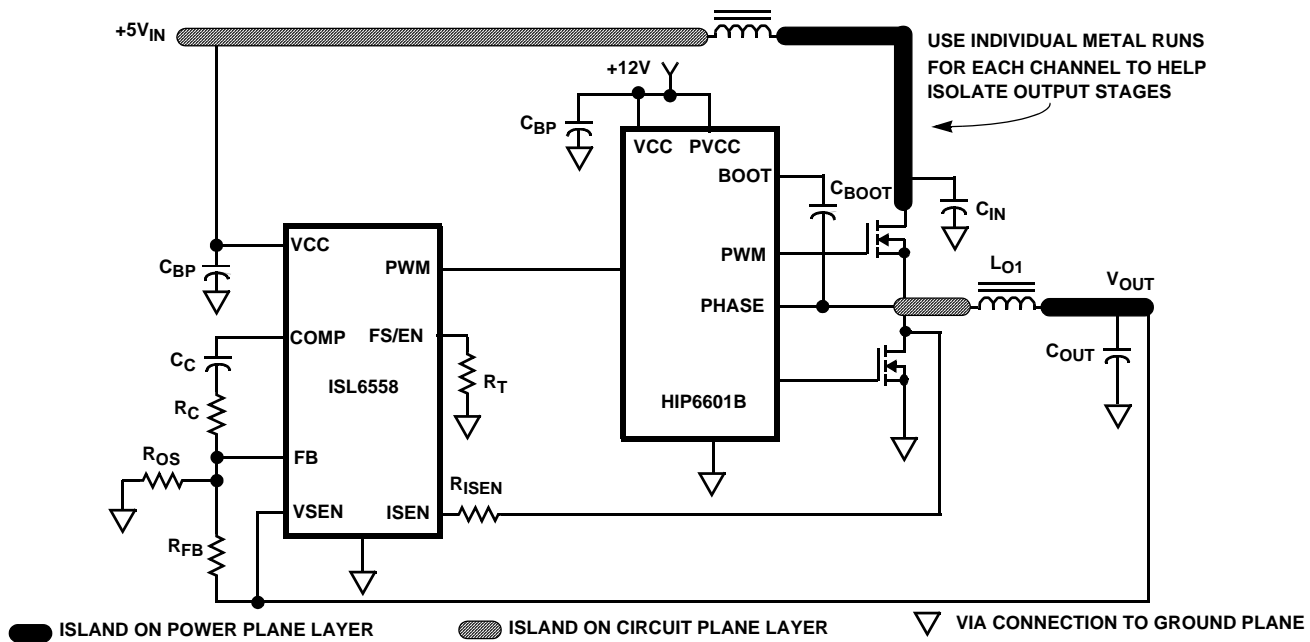 +5VIN
USE INDIVIDUAL METAL RUNS
FOR EACH CHANNEL TO HELP
ISOLATE OUTPUT STAGES
+12V
CBP
VCC PVCC
BOOT
CBOOT
CIN
VCC
CBP
PWM
PWM
LO1
VOUT
PHASE
COMP
FS/EN
COUT
CC
RT
ISL6558
HIP6601B
RC
ROS
FB
RISEN
VSEN
ISEN
RFB
ISLAND ON POWER PLANE LAYER
ISLAND ON CIRCUIT PLANE LAYER
VIA CONNECTION TO GROUND PLANE